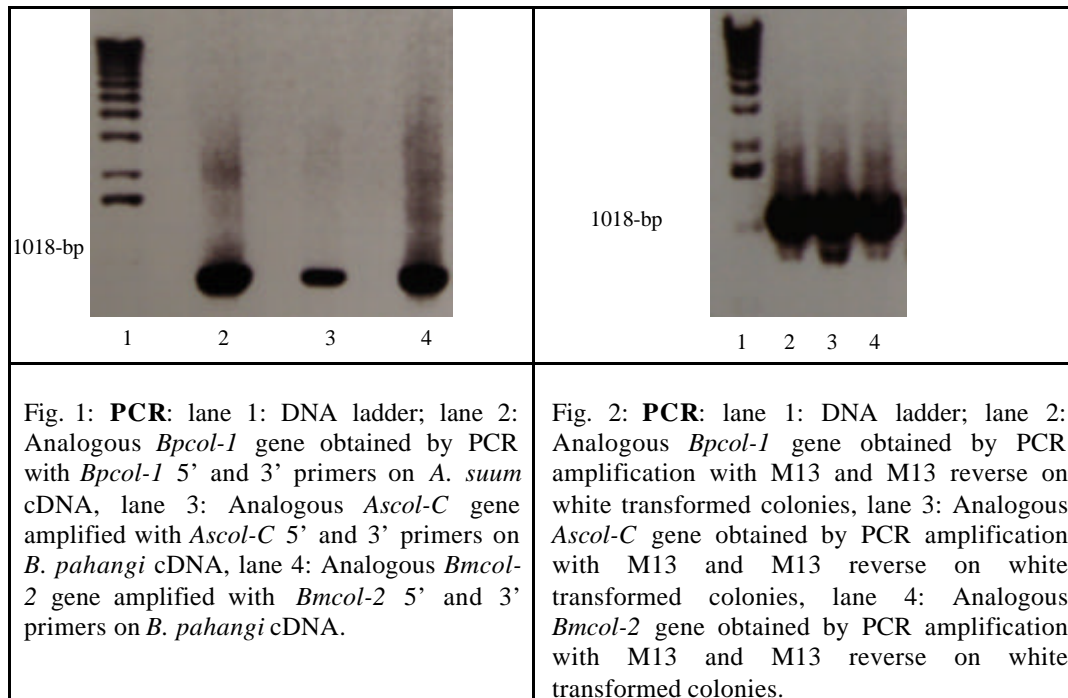 1018-bp
1 2 3 4
1018-bp
1 2 3 4
Fig. 1: PCR: lane 1: DNA ladder; lane 2:
Analogous Bpcol-1 gene obtained by PCR
with Bpcol-1 5’ and 3’ primers on A. suum
cDNA, lane 3: Analogous Ascol-C gene
amplified with Ascol-C 5’ and 3’ primers on
B. pahangi cDNA, lane 4: Analogous Bmcol-
2 gene amplified with Bmcol-2 5’ and 3’
primers on B. pahangi cDNA.
Fig. 2: PCR: lane 1: DNA ladder; lane 2:
Analogous Bpcol-1 gene obtained by PCR
amplification with M13 and M13 reverse on
white transformed colonies, lane 3: Analogous
Ascol-C gene obtained by PCR amplification
with M13 and M13 reverse on white
transformed colonies, lane 4: Analogous
Bmcol-2 gene obtained by PCR amplification
with M13 and M13 reverse on white
transformed colonies.